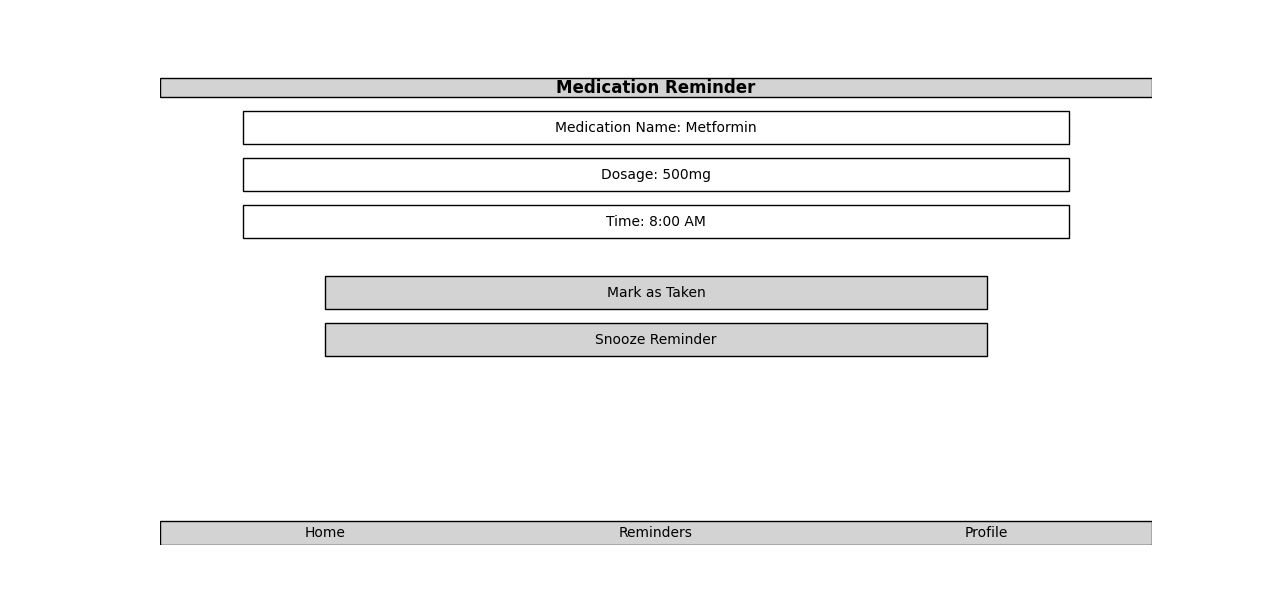 Medication Reminder
Medication Name: Metformin
Dosage: 500mg
Time: 8:00 AM
Mark as Taken
Snooze Reminder
Home Reminders Profile